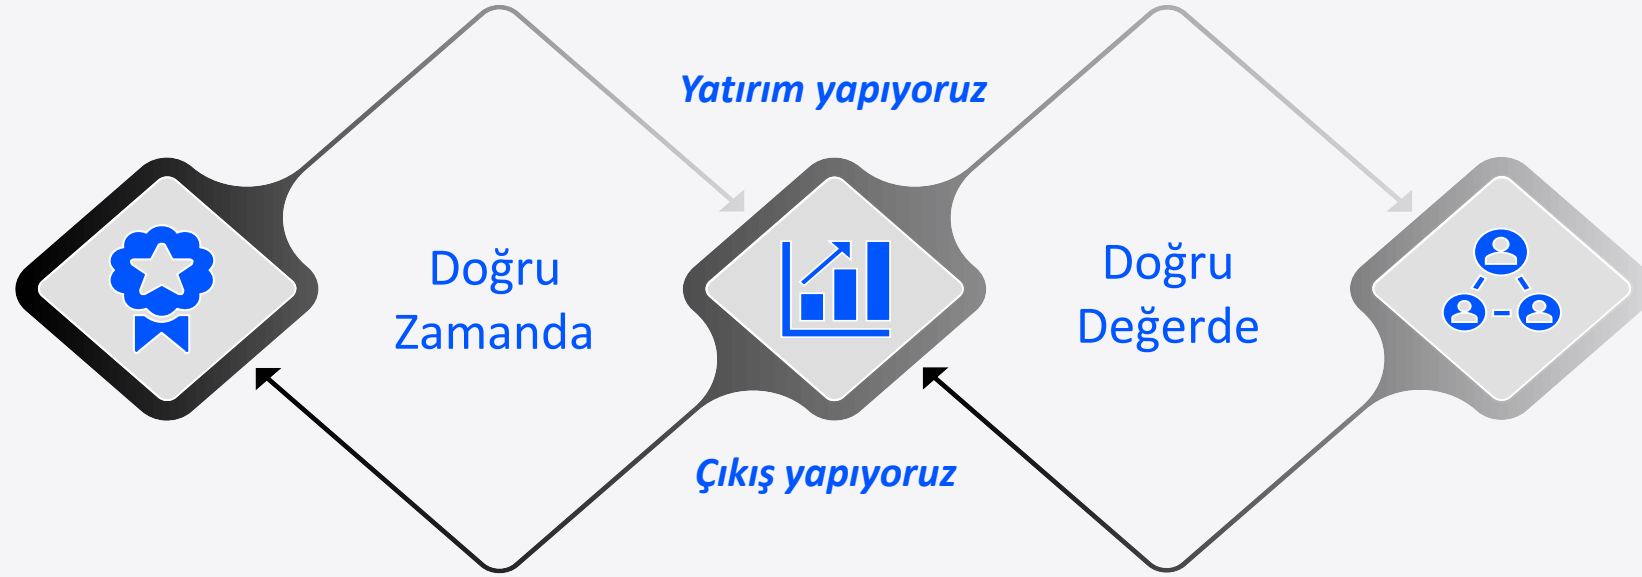 Yatırım yapıyoruz
Doğru
Zamanda
Doğru
Değerde
Çıkış yapıyoruz